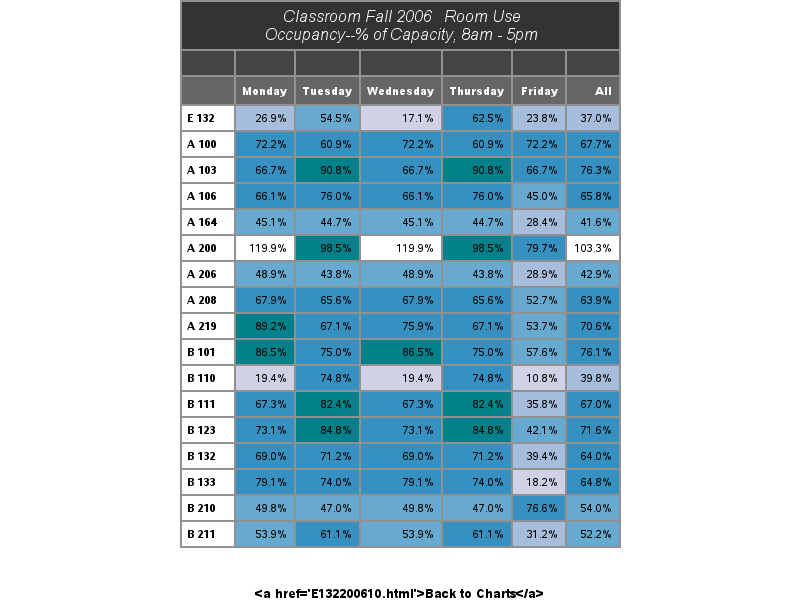 Classroom Fall 2006   Room Use
Occupancy--% of Capacity, 8am - 5pm
Monday Tuesday Wednesday Thursday Friday All
E 132 26.9% 54.5% 17.1% 62.5% 23.8% 37.0%
A 100 72.2% 60.9% 72.2% 60.9% 72.2% 67.7%
A 103 66.7% 90.8% 66.7% 90.8% 66.7% 76.3%
A 106 66.1% 76.0% 66.1% 76.0% 45.0% 65.8%
A 164 45.1% 44.7% 45.1% 44.7% 28.4% 41.6%
A 200 119.9% 98.5% 119.9% 98.5% 79.7% 103.3%
A 206 48.9% 43.8% 48.9% 43.8% 28.9% 42.9%
A 208 67.9% 65.6% 67.9% 65.6% 52.7% 63.9%
A 219 89.2% 67.1% 75.9% 67.1% 53.7% 70.6%
B 101 86.5% 75.0% 86.5% 75.0% 57.6% 76.1%
B 110 19.4% 74.8% 19.4% 74.8% 10.8% 39.8%
B 111 67.3% 82.4% 67.3% 82.4% 35.8% 67.0%
B 123 73.1% 84.8% 73.1% 84.8% 42.1% 71.6%
B 132 69.0% 71.2% 69.0% 71.2% 39.4% 64.0%
B 133 79.1% 74.0% 79.1% 74.0% 18.2% 64.8%
B 210 49.8% 47.0% 49.8% 47.0% 76.6% 54.0%
B 211 53.9% 61.1% 53.9% 61.1% 31.2% 52.2%
<a href='E132200610.html'>Back to Charts</a>